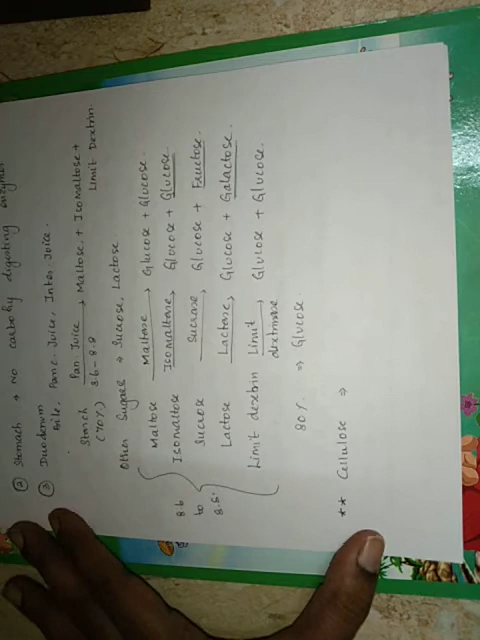 ② Stomach → No carbohy digesting enzymes
③ Duodenum
Bile, Panc. Juice, Intes. Juice.
Starch Pan. Juice → Maltose + Isomaltose +
(70%) 8.6-8.8 Limit Dextrin.
Other Sugars ⇒ Sucrose, Lactose
Maltose Maltase → Glucose + Glucose.
Isomaltose Isomaltase → Glucose + Glucose.
Sucrose Sucrase → Glucose + Fructose.
Lactose Lactase → Glucose + Galactose.
Limit dextrin Limit dextrinase → Glucose + Glucose.
8.6
to
8.8.
80% ⇒ Glucose.
** Cellulose ⇒